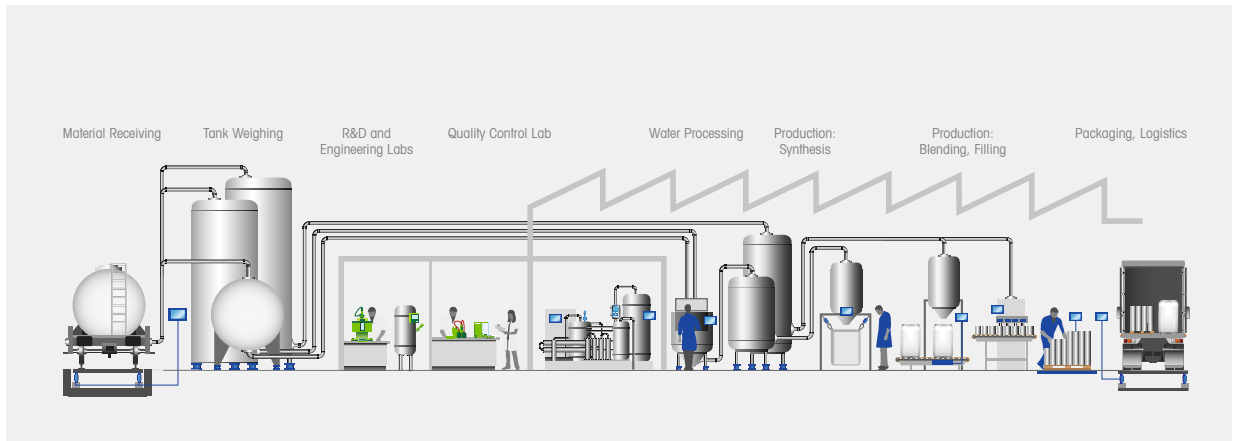 Material Receiving
Tank Weighing
R&D and
Engineering Labs
Quality Control Lab
Water Processing
Production:
Synthesis
Production:
Blending, Filling
Packaging, Logistics